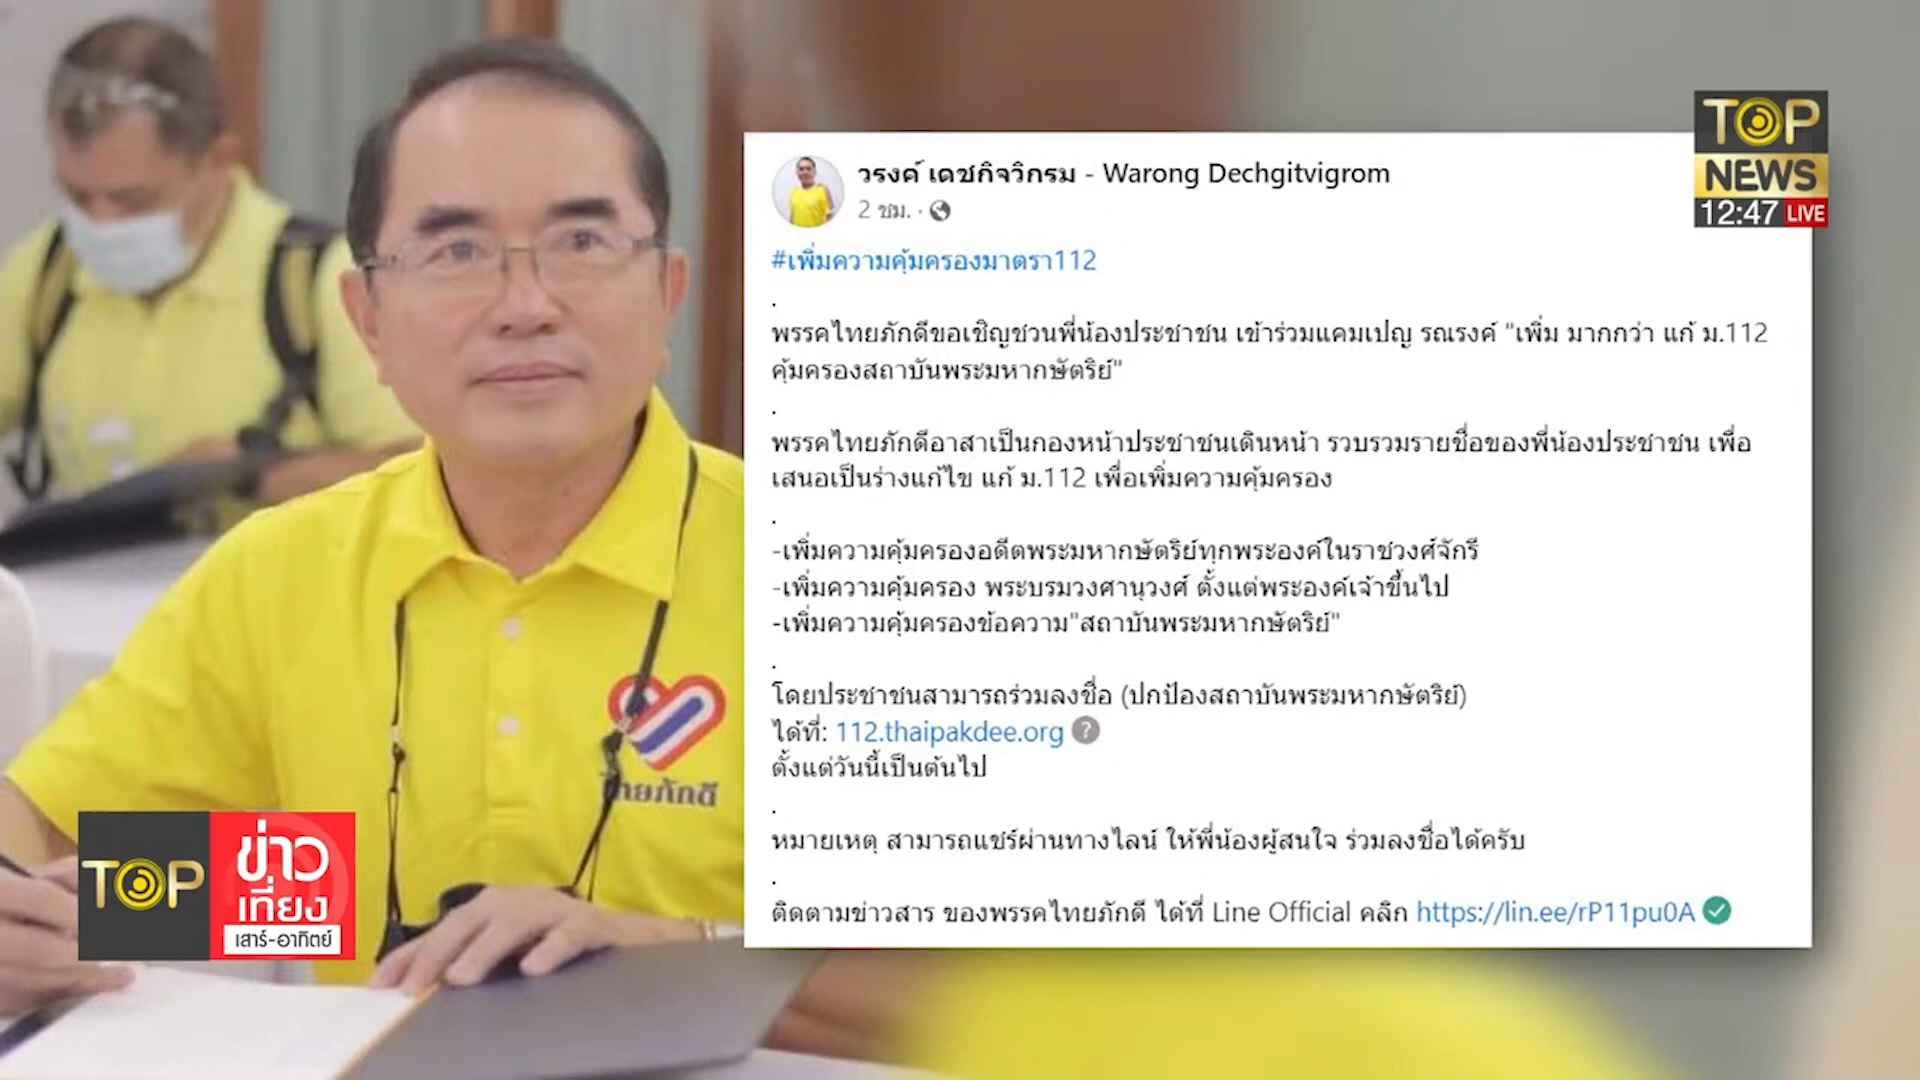 วรงค์ เดชกิจวิกรม - Warong Dechgitvigrom
2 ชม. ·
#เพิ่มความคุ้มครองมาตรา112
.
พรรคไทยภักดีขอเชิญชวนพี่น้องประชาชน เข้าร่วมแคมเปญ รณรงค์ "เพิ่ม มากกว่า แก้ ม.112
คุ้มครองสถาบันพระมหากษัตริย์"
.
พรรคไทยภักดีอาสาเป็นกองหน้าประชาชนเดินหน้า รวบรวมรายชื่อของพี่น้องประชาชน เพื่อ
เสนอเป็นร่างแก้ไข แก้ ม.112 เพื่อเพิ่มความคุ้มครอง
.
-เพิ่มความคุ้มครองอดีตพระมหากษัตริย์ทุกพระองค์ในราชวงศ์จักรี
-เพิ่มความคุ้มครอง พระบรมวงศานุวงศ์ ตั้งแต่พระองค์เจ้าขึ้นไป
-เพิ่มความคุ้มครองข้อความ"สถาบันพระมหากษัตริย์"
.
โดยประชาชนสามารถร่วมลงชื่อ (ปกป้องสถาบันพระมหากษัตริย์)
ได้ที่: 112.thaipakdee.org ?
ตั้งแต่วันนี้เป็นต้นไป
.
หมายเหตุ สามารถแชร์ผ่านทางไลน์ ให้พี่น้องผู้สนใจ ร่วมลงชื่อได้ครับ
.
ติดตามข่าวสาร ของพรรคไทยภักดี ได้ที่ Line Official คลิก https://lin.ee/rP11pu0A
TOP
NEWS
12:47 LIVE
ไทยภักดี
TOP
ข่าว
เที่ยง
เสาร์-อาทิตย์